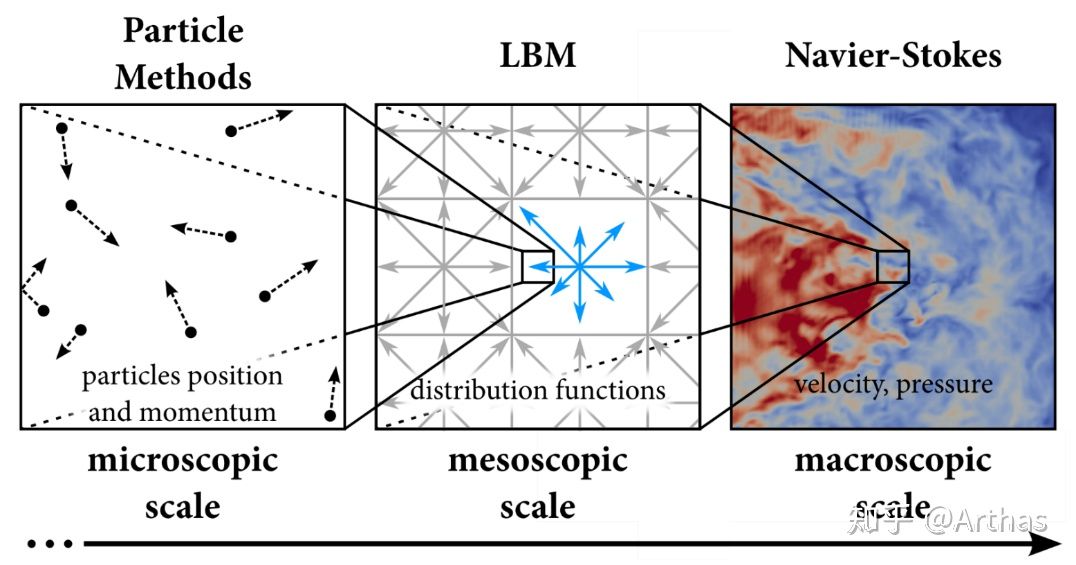 Particle
Methods
LBM
Navier-Stokes
particles position
and momentum
distribution functions
velocity, pressure
microscopic
scale
mesoscopic
scale
macroscopic
scale
知乎 @Arthas